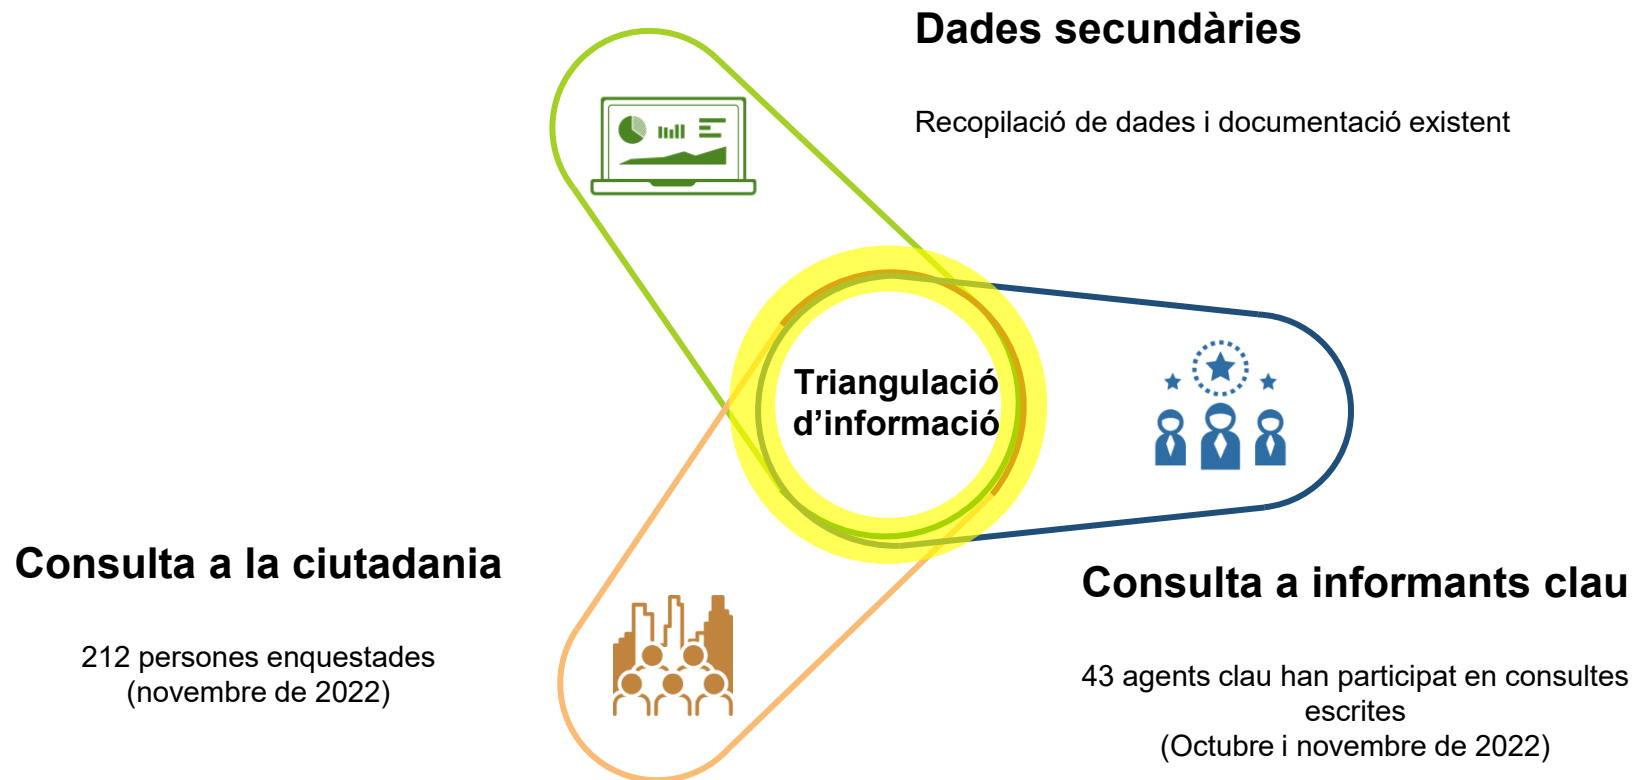 Dades secundàries
Recopilació de dades i documentació existent
Triangulació
d’informació
Consulta a la ciutadania
212 persones enquestades
(novembre de 2022)
Consulta a informants clau
43 agents clau han participat en consultes
escrites
(Octubre i novembre de 2022)